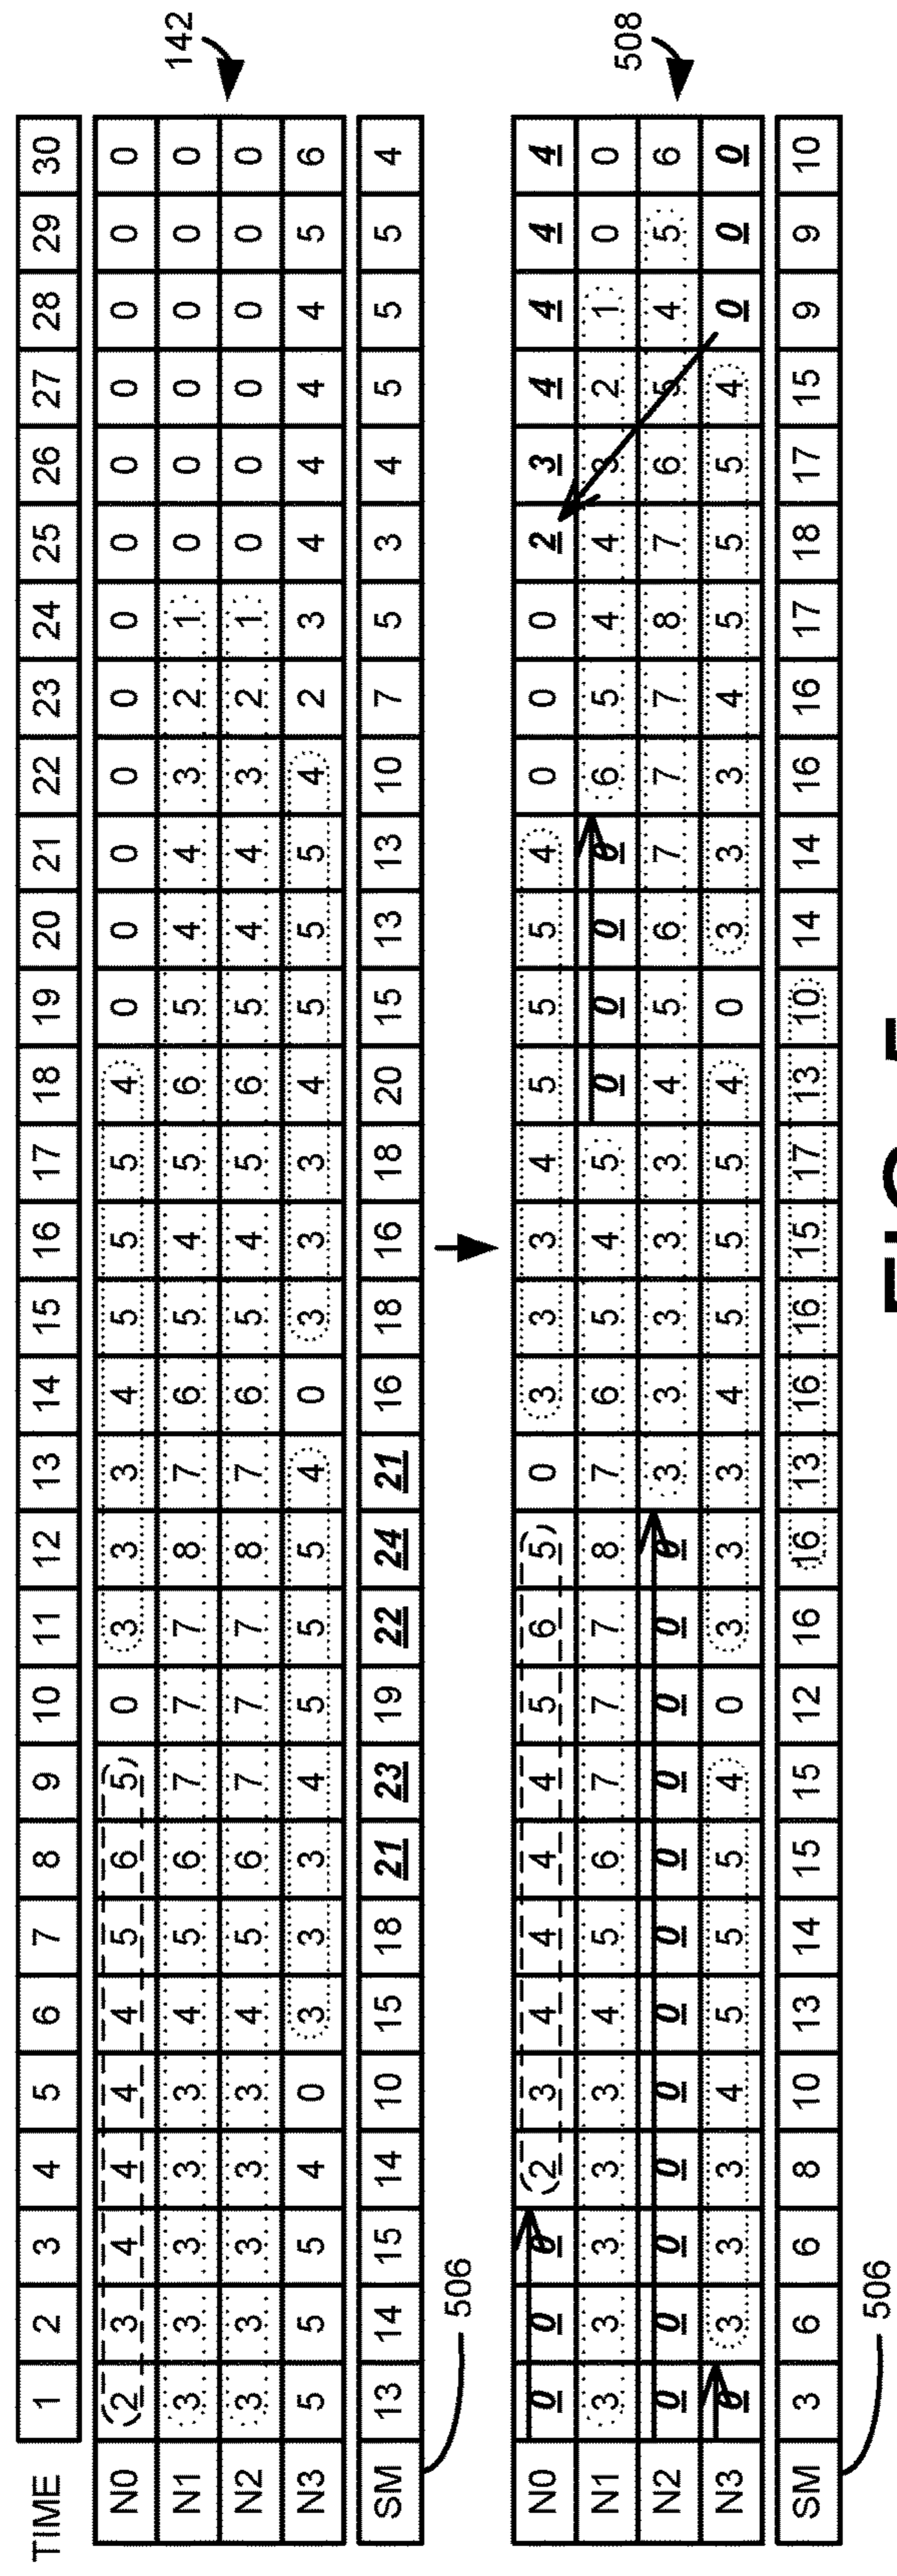 TIME 1 2 3 4 5 6 7 8 9 10 11 12 13 14 15 16 17 18 19 20 21 22 23 24 25 26 27 28 29 30
N0 2 3 4 4 4 4 5 6 5 0 3 3 3 4 5 5 5 4 0 0 0 0 0 0 0 0 0 0 0 0
142
N1 3 3 3 3 3 4 5 6 7 7 7 8 7 6 5 4 5 6 5 4 4 3 2 1 0 0 0 0 0 0
N2 3 3 3 3 3 4 5 6 7 7 7 8 7 6 5 4 5 6 5 4 4 3 2 1 0 0 0 0 0 0
N3 5 5 5 4 0 3 3 3 4 5 5 5 4 0 3 3 3 4 5 5 5 4 2 3 4 4 4 4 5 6
SM 13 14 15 14 10 15 18 21 23 19 22 24 21 16 18 16 18 20 15 13 13 10 7 5 3 4 5 5 5 4
506
N0 0 0 0 2 3 4 4 4 4 5 6 5 0 3 3 3 4 5 5 5 4 0 0 0 2 3 4 4 4 4
508
N1 3 3 3 3 3 4 5 6 7 7 7 8 7 6 5 4 5 0 0 0 0 6 5 4 4 3 2 1 0 0
N2 0 0 0 0 0 0 0 0 0 0 0 0 3 3 3 3 3 4 5 6 7 7 7 8 7 6 5 4 5 6
N3 0 3 3 3 4 5 5 5 4 0 3 3 3 4 5 5 5 4 0 3 3 3 4 5 5 5 4 0 0 0
SM 3 6 6 8 10 13 14 15 15 12 16 16 13 16 16 15 17 13 10 14 14 16 16 17 18 17 15 9 9 10
506